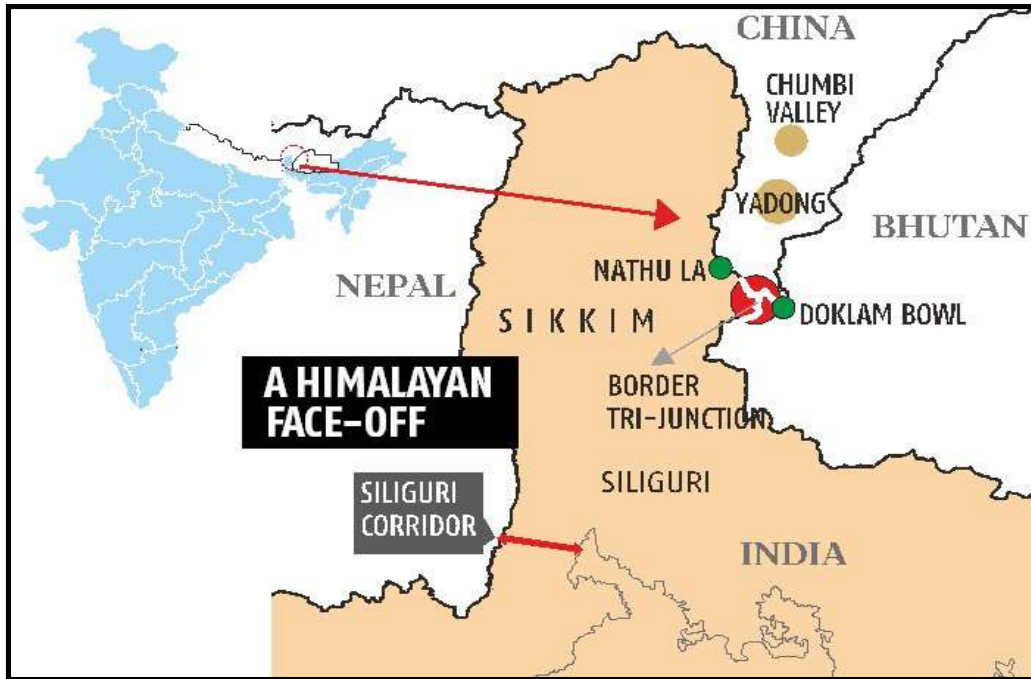 CHINA
CHUMBI
VALLEY
YADONG
BHUTAN
NEPAL
NATHU LA
SIKKIM
DOKLAM BOWL
A HIMALAYAN
FACE-OFF
BORDER
TRI-JUNCTION
SILIGURI
CORRIDOR
SILIGURI
INDIA